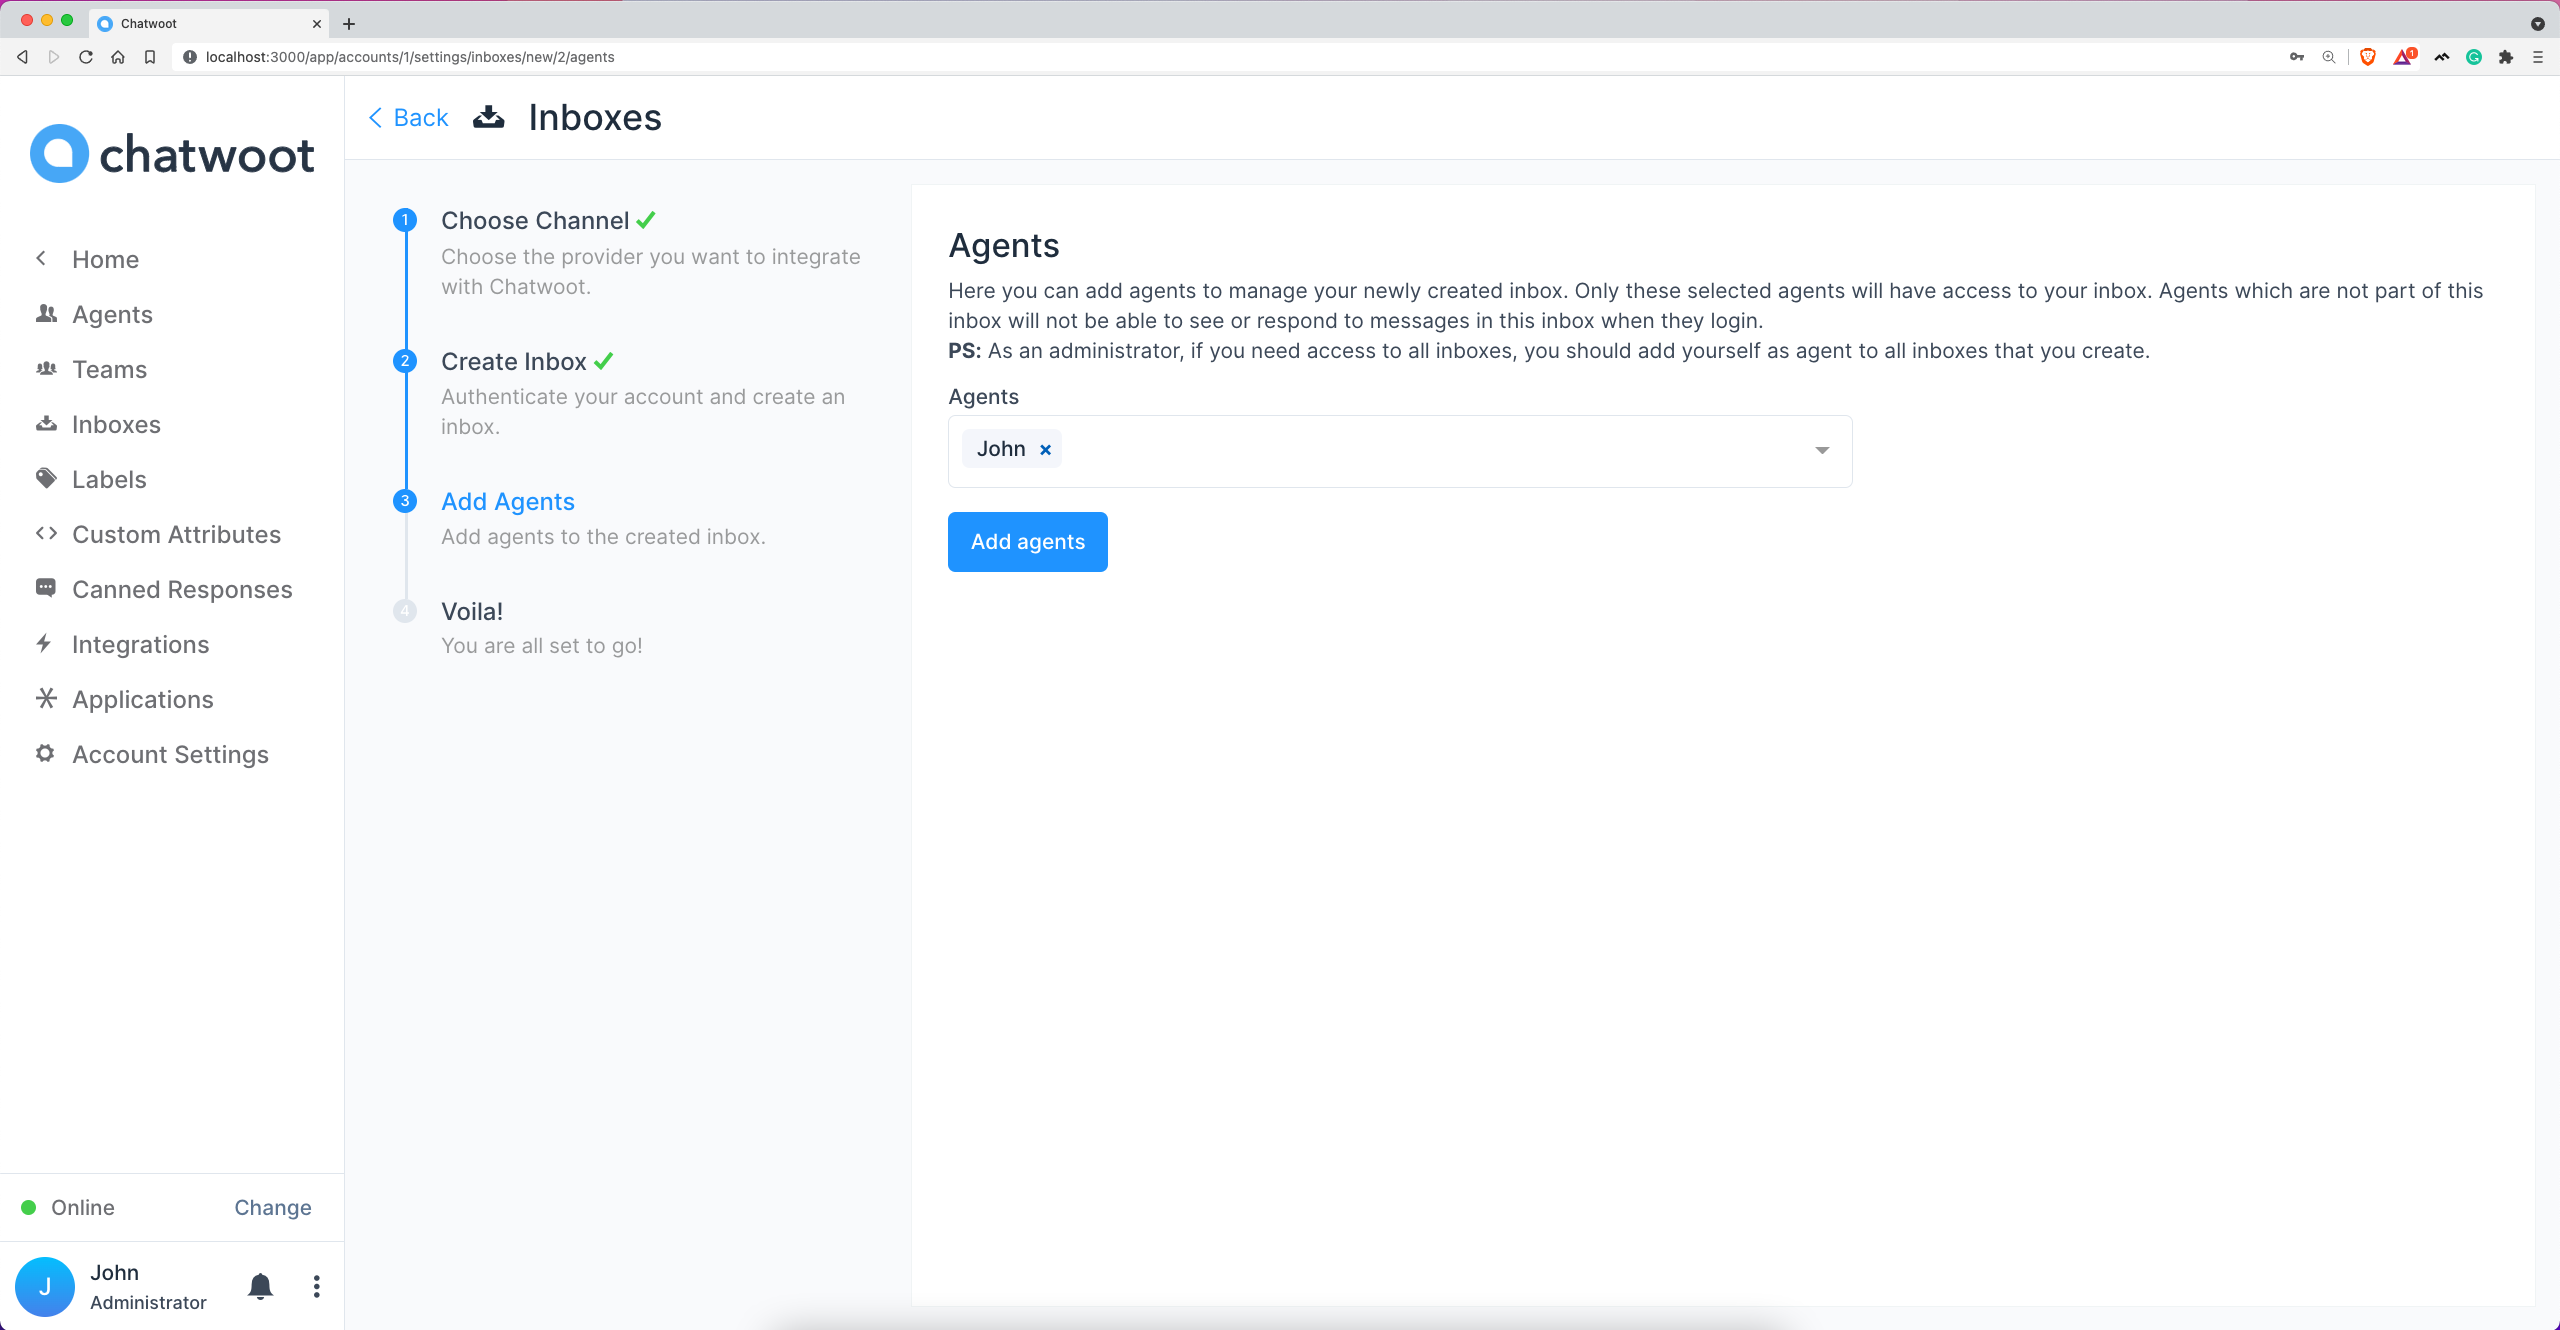 Chatwoot
localhost:3000/app/accounts/1/settings/inboxes/new/2/agents
1
chatwoot
Home
Agents
Teams
Inboxes
Labels
Custom Attributes
Canned Responses
Integrations
Applications
Account Settings
Online
Change
J
John
Administrator
Back
Inboxes
1
Choose Channel
Choose the provider you want to integrate
with Chatwoot.
2
Create Inbox
Authenticate your account and create an
inbox.
3
Add Agents
Add agents to the created inbox.
4
Voila!
You are all set to go!
Agents
Here you can add agents to manage your newly created inbox. Only these selected agents will have access to your inbox. Agents which are not part of this
inbox will not be able to see or respond to messages in this inbox when they login.
PS: As an administrator, if you need access to all inboxes, you should add yourself as agent to all inboxes that you create.
Agents
John
Add agents